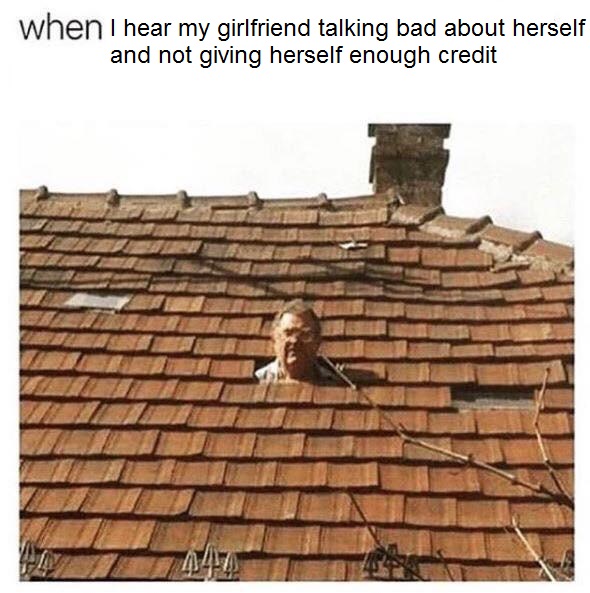 when I hear my girlfriend talking bad about herself
and not giving herself enough credit